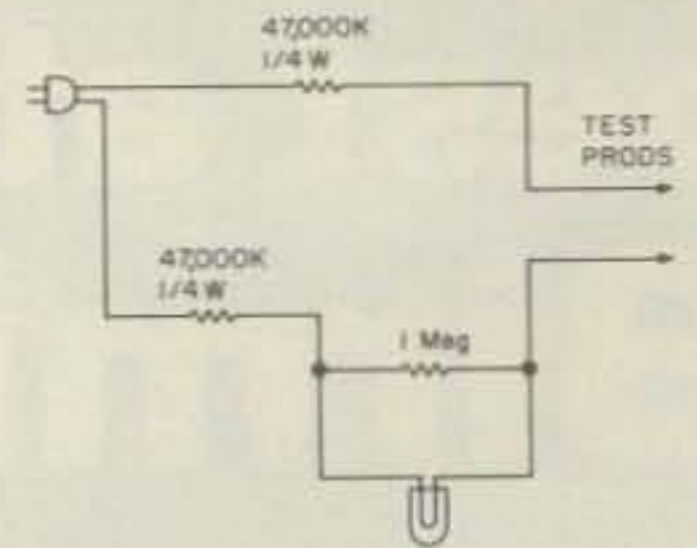 47,000K
1/4 W
TEST
PRODS
47,000K
1/4 W
1 Meg